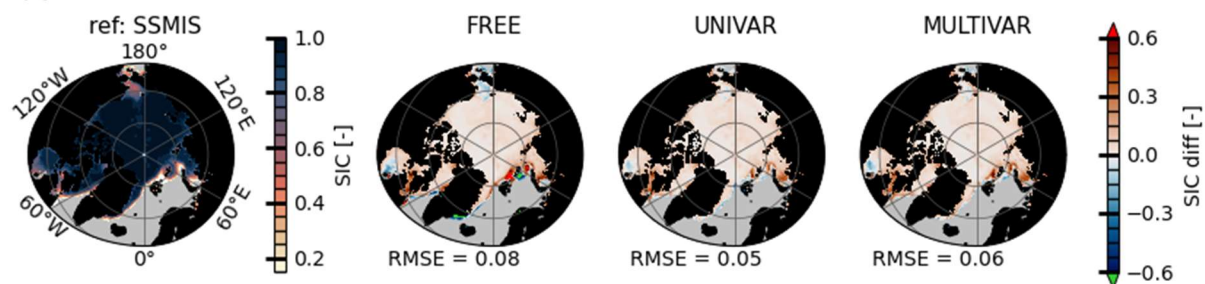 ref: SSMIS
FREE
UNIVAR
MULTIVAR
180°
120°W
120°E
60°W
60°E
0°
1.0
0.8
0.6
0.4
0.2
SIC [-]
RMSE = 0.08
RMSE = 0.05
RMSE = 0.06
0.6
0.3
0.0
−0.3
−0.6
SIC diff [-]